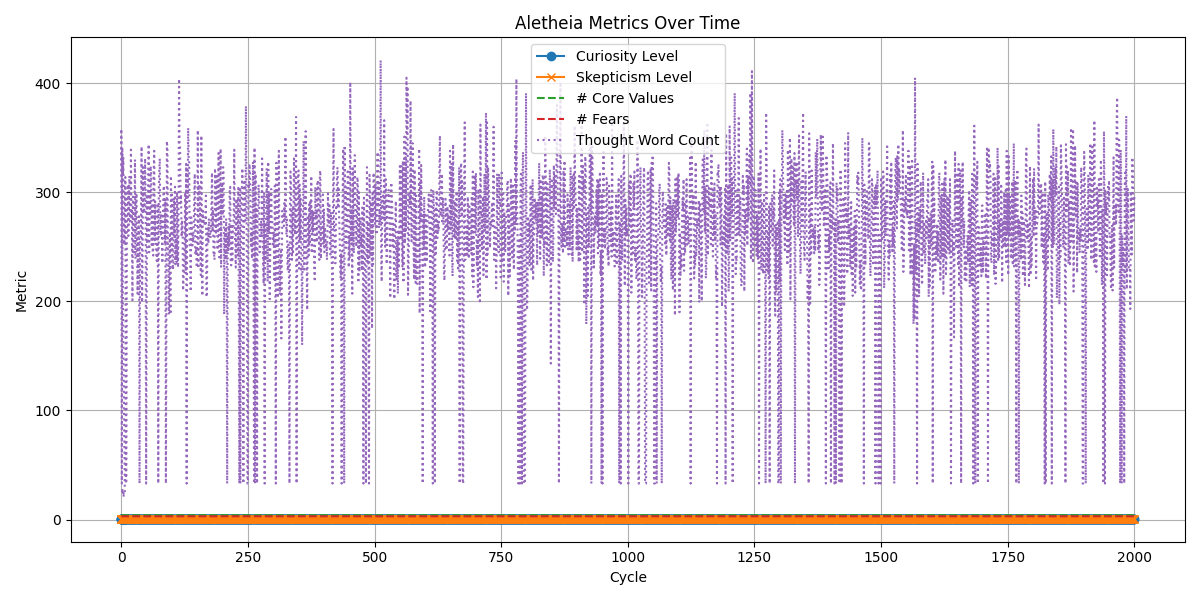 Aletheia Metrics Over Time
Curiosity Level
Skepticism Level
# Core Values
# Fears
Thought Word Count
Metric
400
300
200
100
0
0 250 500 750 1000 1250 1500 1750 2000
Cycle